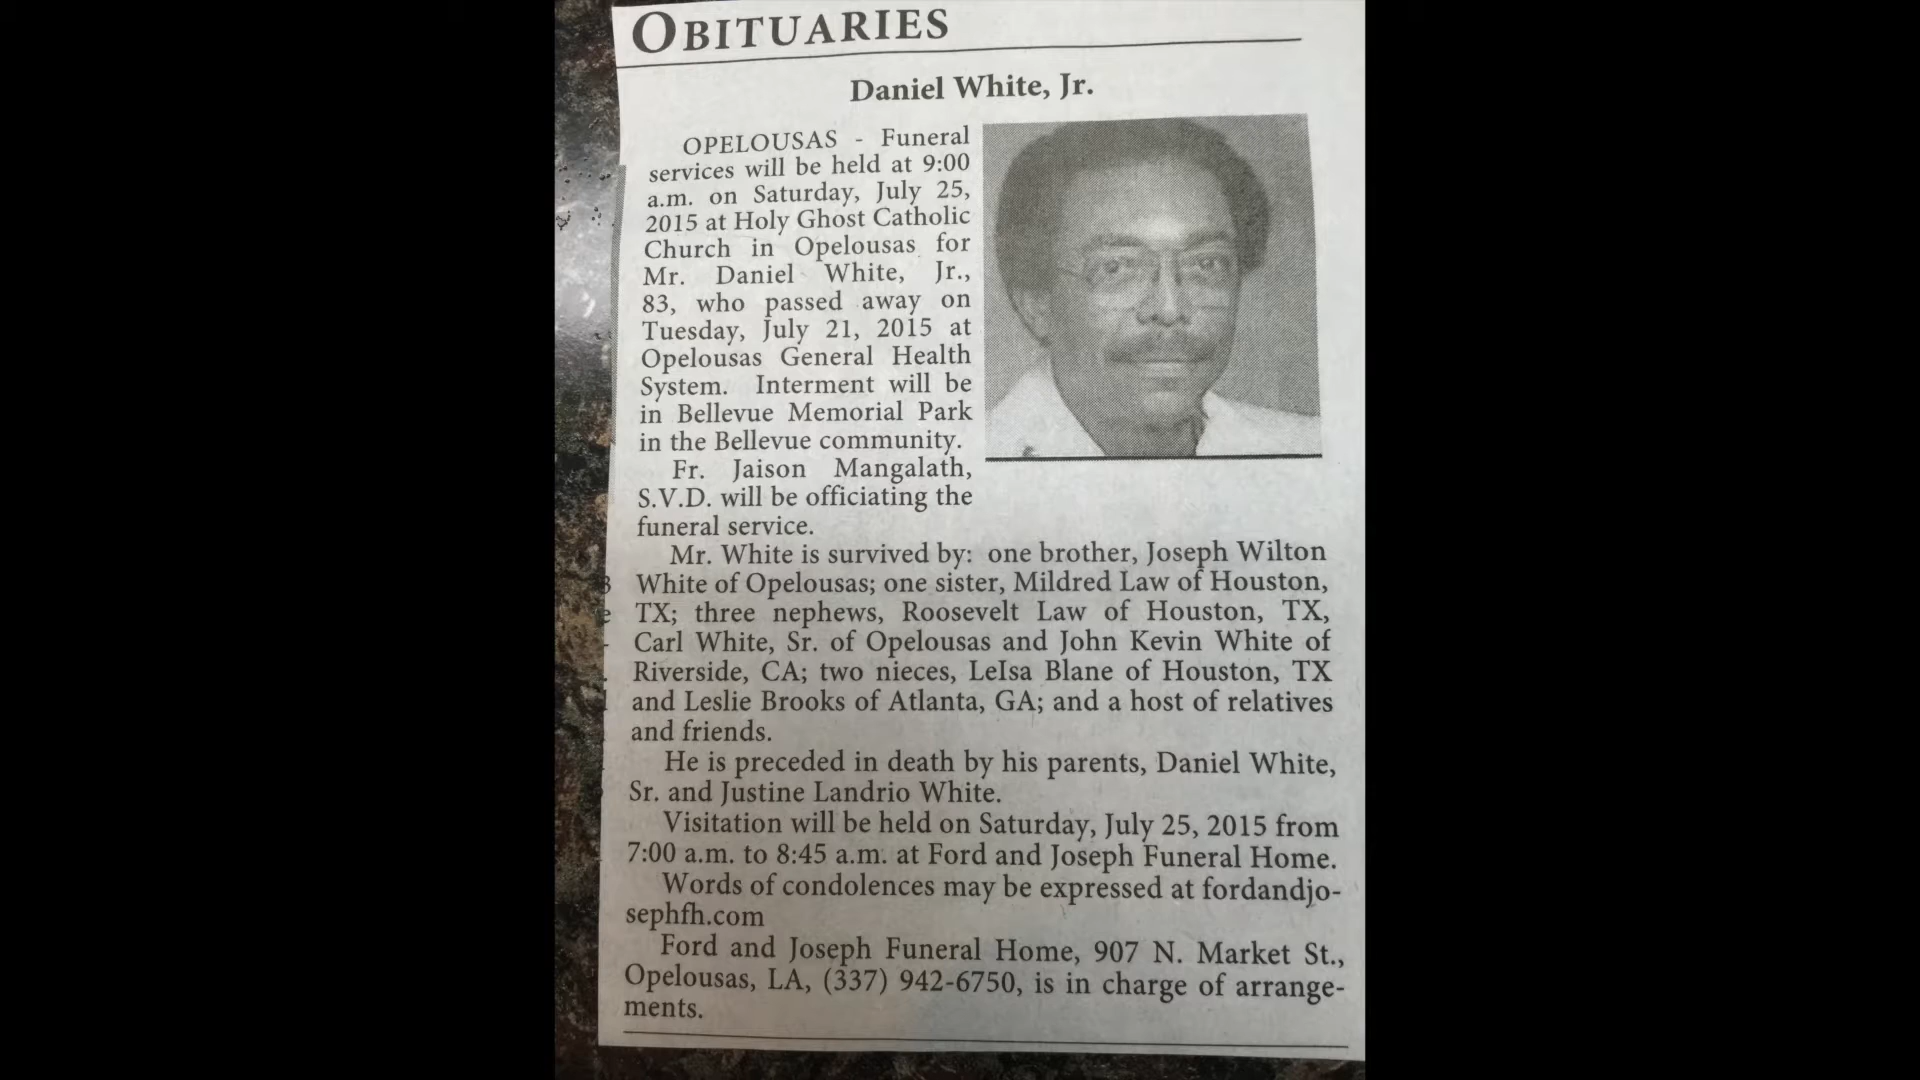 OBITUARIES
Daniel White, Jr.
OPELOUSAS - Funeral
services will be held at 9:00
a.m. on Saturday, July 25,
2015 at Holy Ghost Catholic
Church in Opelousas for
Mr. Daniel White, Jr.,
83, who passed away on
Tuesday, July 21, 2015 at
Opelousas General Health
System. Interment will be
in Bellevue Memorial Park
in the Bellevue community.
Fr. Jaison Mangalath,
S.V.D. will be officiating the
funeral service.
Mr. White is survived by: one brother, Joseph Wilton
White of Opelousas; one sister, Mildred Law of Houston,
TX; three nephews, Roosevelt Law of Houston, TX,
Carl White, Sr. of Opelousas and John Kevin White of
Riverside, CA; two nieces, LeIsa Blane of Houston, TX
and Leslie Brooks of Atlanta, GA; and a host of relatives
and friends.
He is preceded in death by his parents, Daniel White,
Sr. and Justine Landrio White.
Visitation will be held on Saturday, July 25, 2015 from
7:00 a.m. to 8:45 a.m. at Ford and Joseph Funeral Home.
Words of condolences may be expressed at fordandjo-
sephfh.com
Ford and Joseph Funeral Home, 907 N. Market St.,
Opelousas, LA, (337) 942-6750, is in charge of arrange-
ments.